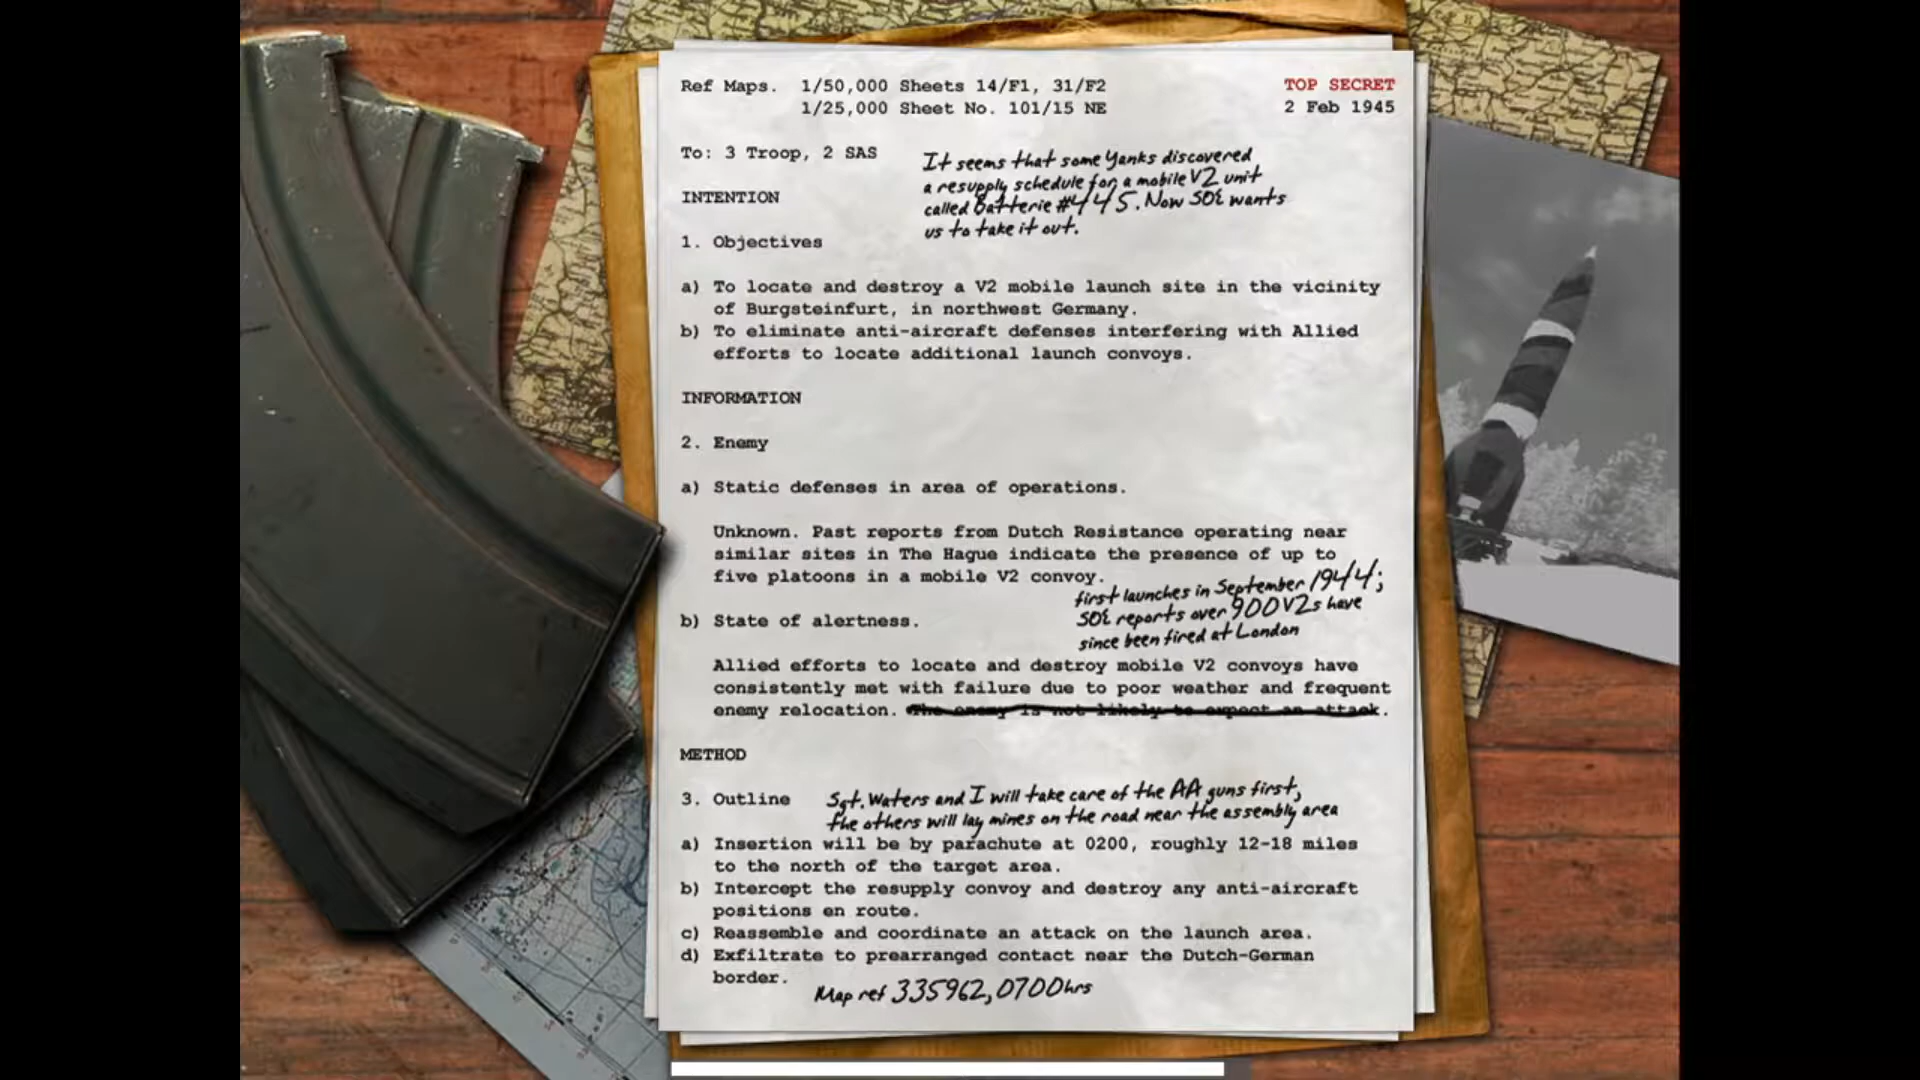 Ref Maps. 1/50,000 Sheets 14/F1, 31/F2
TOP SECRET
1/25,000 Sheet No. 101/15 NE
2 Feb 1945
To: 3 Troop, 2 SAS
It seems that some Yanks discovered
a resupply schedule for a mobile V2 unit
called Batterie #445. Now SOE wants
us to take it out.
INTENTION
1. Objectives
a) To locate and destroy a V2 mobile launch site in the vicinity
of Burgsteinfurt, in northwest Germany.
b) To eliminate anti-aircraft defenses interfering with Allied
efforts to locate additional launch convoys.
INFORMATION
2. Enemy
a) Static defenses in area of operations.
Unknown. Past reports from Dutch Resistance operating near
similar sites in The Hague indicate the presence of up to
five platoons in a mobile V2 convoy.
first launches in September 1944;
SOE reports over 900 V2s have
since been fired at London
b) State of alertness.
Allied efforts to locate and destroy mobile V2 convoys have
consistently met with failure due to poor weather and frequent
enemy relocation. The enemy is not likely to expect an attack.
METHOD
3. Outline
Sgt. Waters and I will take care of the AA guns first,
the others will lay mines on the road near the assembly area
a) Insertion will be by parachute at 0200, roughly 12-18 miles
to the north of the target area.
b) Intercept the resupply convoy and destroy any anti-aircraft
positions en route.
c) Reassemble and coordinate an attack on the launch area.
d) Exfiltrate to prearranged contact near the Dutch-German
border.
Map ref 335962, 0700hrs